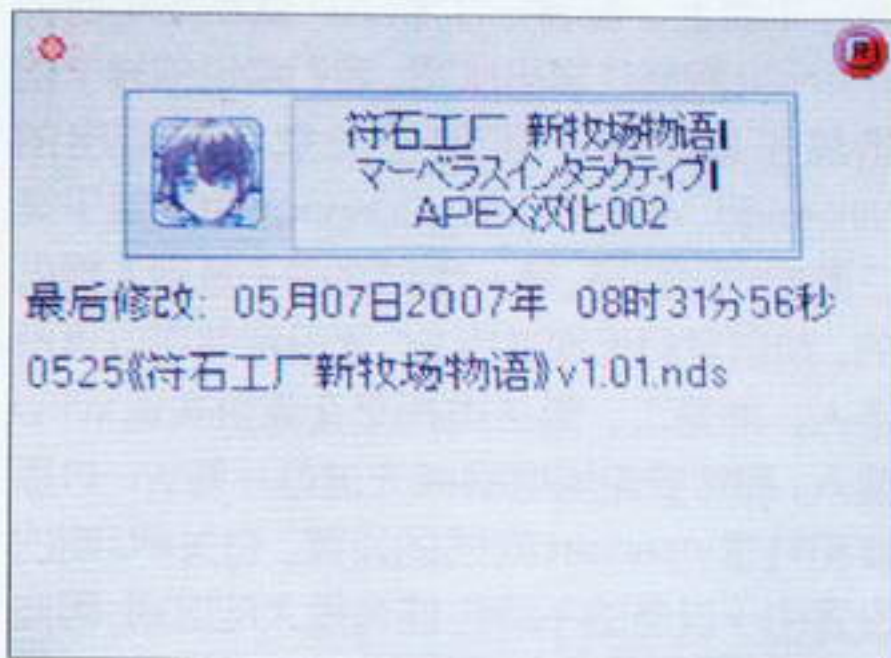 R
符石工厂 新牧场物语
マーベラスインタラクティブ
APEX汉化002
最后修改: 05月07日2007年 08时31分56秒
0525《符石工厂新牧场物语》v1.01.nds